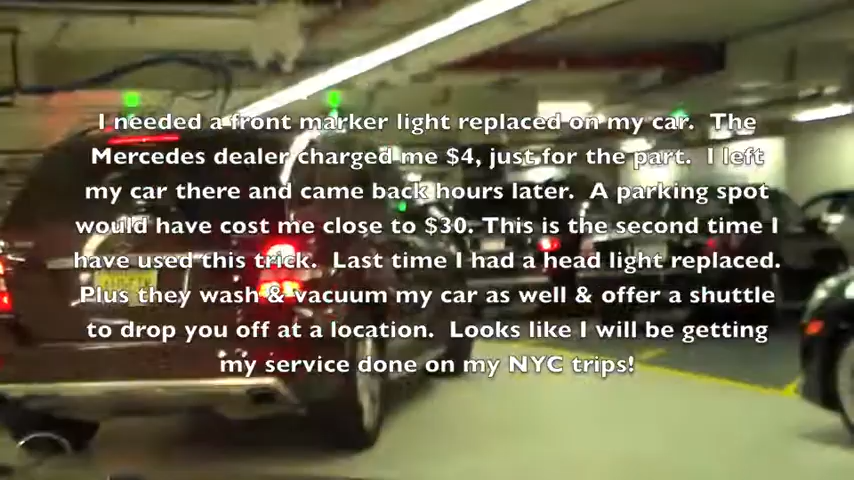 I needed a front marker light replaced on my car.  The
Mercedes dealer charged me $4, just for the part.  I left
my car there and came back hours later.  A parking spot
would have cost me close to $30. This is the second time I
have used this trick.  Last time I had a head light replaced.
Plus they wash & vacuum my car as well & offer a shuttle
to drop you off at a location.  Looks like I will be getting
my service done on my NYC trips!